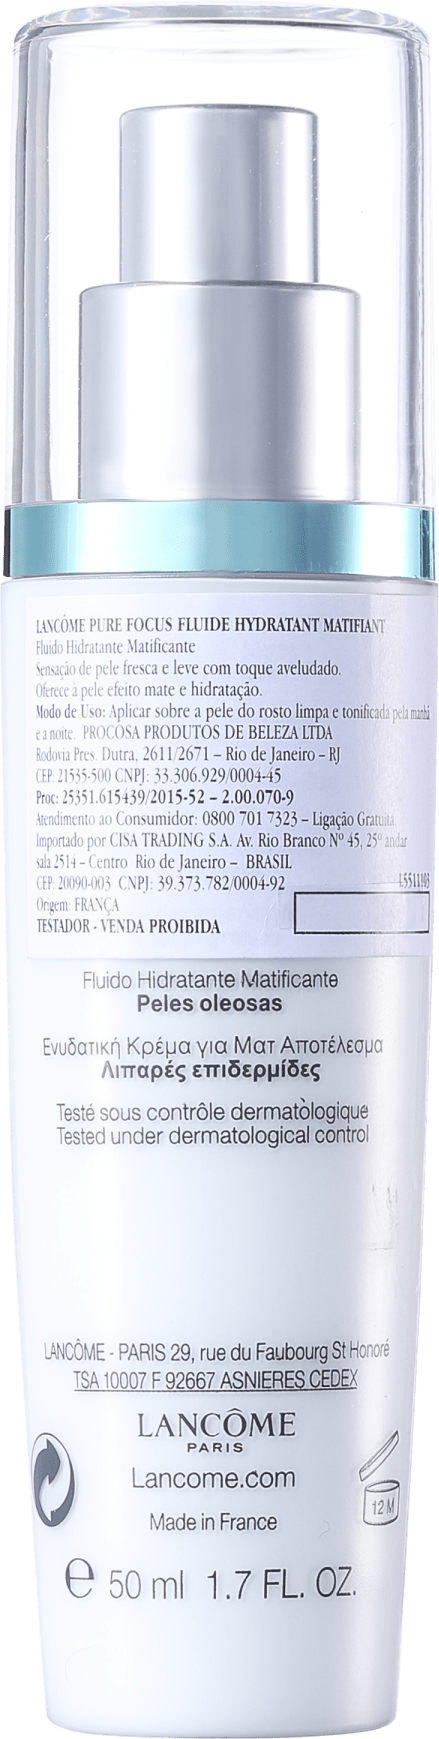 LANCÔME PURE FOCUS FLUIDE HYDRATANT MATIFIANT
Fluido Hidratante Matificante
Sensação de pele fresca e leve com toque aveludado.
Oferece à pele efeito mate e hidratação.
Modo de Uso: Aplicar sobre a pele do rosto limpa e tonificada pela manhã
e a noite. PROCOSA PRODUTOS DE BELEZA LTDA
Rodovia Pres. Dutra, 2611/2671 – Rio de Janeiro – RJ
CEP: 21535-500 CNPJ: 33.306.929/0004-45
Proc: 25351.615439/2015-52 – 2.00.070-9
Atendimento ao Consumidor: 0800 701 7323 – Ligação Gratuita.
Importado por CISA TRADING S.A. Av. Rio Branco Nº 45, 25º andar
sala 2514 – Centro Rio de Janeiro – BRASIL
CEP: 20090-003 CNPJ: 39.373.782/0004-92
Origem: FRANÇA
TESTADOR - VENDA PROIBIDA
Fluido Hidratante Matificante
Peles oleosas
Ενυδατική Κρέμα για Ματ Αποτέλεσμα
Λιπαρές επιδερμίδες
Testé sous contrôle dermatologique
Tested under dermatological control
LANCÔME - PARIS 29, rue du Faubourg St Honoré
TSA 10007 F 92667 ASNIERES CEDEX
LANCÔME
PARIS
Lancome.com
12 M
Made in France
e 50 ml 1.7 FL. OZ.